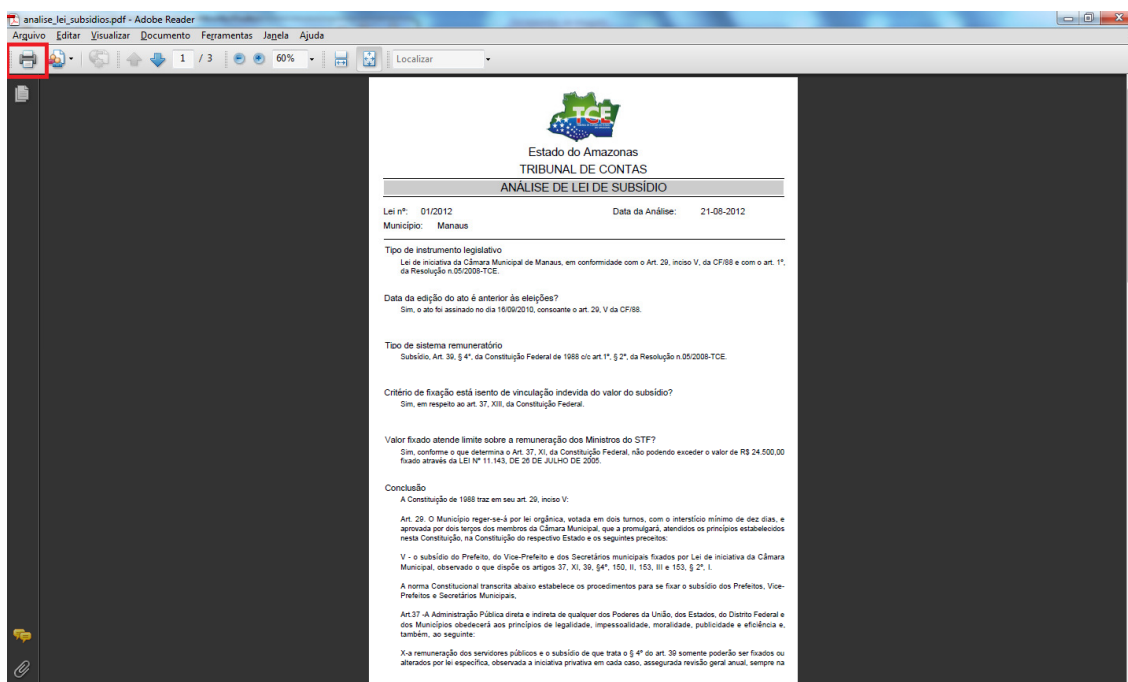 analise_lei_subsidios.pdf - Adobe Reader
Arquivo Editar Visualizar Documento Ferramentas Janela Ajuda
1 / 3 60% Localizar
TCE
Estado do Amazonas
TRIBUNAL DE CONTAS
ANÁLISE DE LEI DE SUBSÍDIO
Lei nº: 01/2012 Data da Análise: 21-08-2012
Município: Manaus
Tipo de instrumento legislativo
Lei de iniciativa da Câmara Municipal de Manaus, em conformidade com o Art. 29, inciso V, da CF/88 e com o art. 1º,
da Resolução n.05/2008-TCE.
Data da edição do ato é anterior às eleições?
Sim, o ato foi assinado no dia 16/09/2010, consoante o art. 29, V da CF/88.
Tipo de sistema remuneratório
Subsídio, Art. 39, § 4º, da Constituição Federal de 1988 c/c art.1º, § 2º, da Resolução n.05/2008-TCE.
Critério de fixação está isento de vinculação indevida do valor do subsídio?
Sim, em respeito ao art. 37, XIII, da Constituição Federal.
Valor fixado atende limite sobre a remuneração dos Ministros do STF?
Sim, conforme o que determina o Art. 37, XI, da Constituição Federal, não podendo exceder o valor de R$ 24.500,00
fixado através da LEI Nº 11.143, DE 26 DE JULHO DE 2005.
Conclusão
A Constituição de 1988 traz em seu art. 29, inciso V:
Art. 29. O Município reger-se-á por lei orgânica, votada em dois turnos, com o interstício mínimo de dez dias, e
aprovada por dois terços dos membros da Câmara Municipal, que a promulgará, atendidos os princípios estabelecidos
nesta Constituição, na Constituição do respectivo Estado e os seguintes preceitos:
V - o subsídio do Prefeito, do Vice-Prefeito e dos Secretários municipais fixados por Lei de iniciativa da Câmara
Municipal, observado o que dispõe os artigos 37, XI, 39, §4º, 150, II, 153, III e 153, § 2º, I.
A norma Constitucional transcrita abaixo estabelece os procedimentos para se fixar o subsídio dos Prefeitos, Vice-
Prefeitos e Secretários Municipais,
Art.37 -A Administração Pública direta e indireta de qualquer dos Poderes da União, dos Estados, do Distrito Federal e
dos Municípios obedecerá aos princípios de legalidade, impessoalidade, moralidade, publicidade e eficiência e,
também, ao seguinte:
X-a remuneração dos servidores públicos e o subsídio de que trata o § 4º do art. 39 somente poderão ser fixados ou
alterados por lei específica, observada a iniciativa privativa em cada caso, assegurada revisão geral anual, sempre na